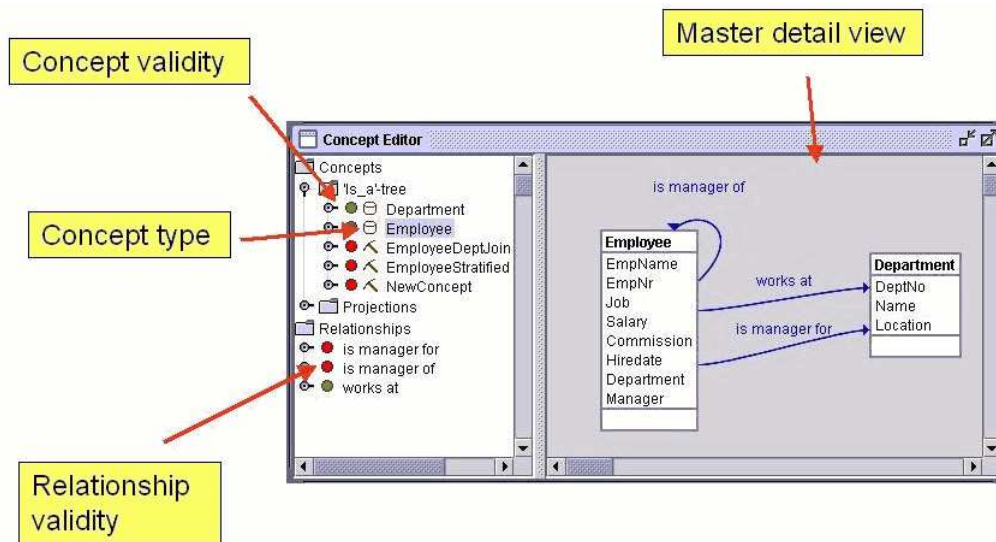 Master detail view
Concept validity
Concept type
Relationship
validity
Concept Editor
Concepts
'Is_a'-tree
Department
Employee
EmployeeDeptJoin
EmployeeStratified
NewConcept
Projections
Relationships
is manager for
is manager of
works at
is manager of
Employee
EmpName
EmpNr
Job
Salary
Commission
Hiredate
Department
Manager
works at
is manager for
Department
DeptNo
Name
Location